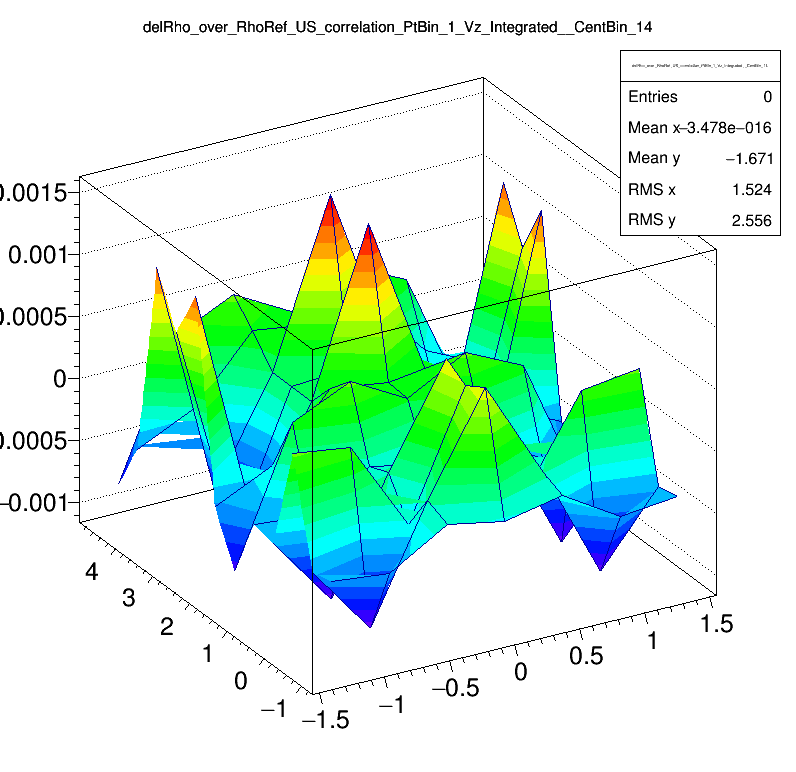 delRho_over_RhoRef_US_correlation_PtBin_1_Vz_Integrated__CentBin_14
delRho_over_RhoRef_US_correlation_PtBin_1_Vz_Integrated__CentBin_14
Entries 0
Mean x −3.478e−016
Mean y −1.671
RMS x 1.524
RMS y 2.556
0.0015
0.001
0.0005
0
0.0005
−0.001
4
3
2
1
0
−1
−1.5
−1
−0.5
0
0.5
1
1.5